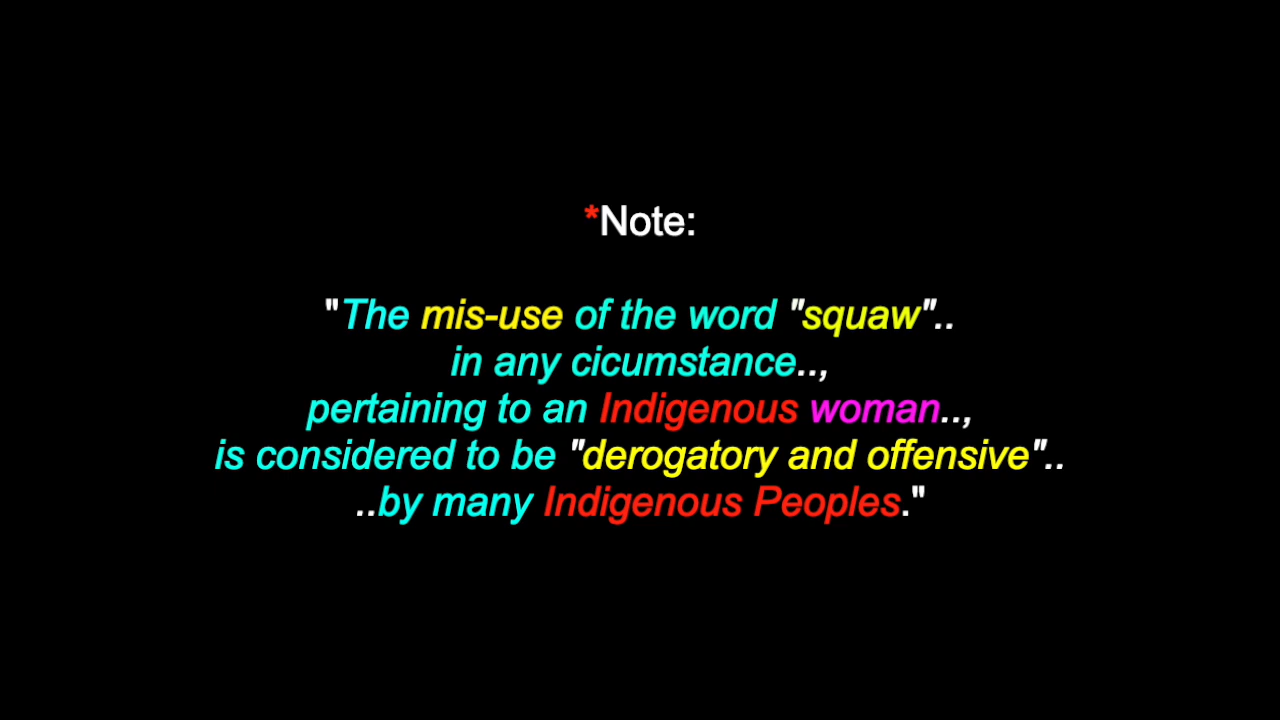 *Note:
"The mis-use of the word "squaw"..
in any cicumstance..,
pertaining to an Indigenous woman..,
is considered to be "derogatory and offensive"..
..by many Indigenous Peoples."